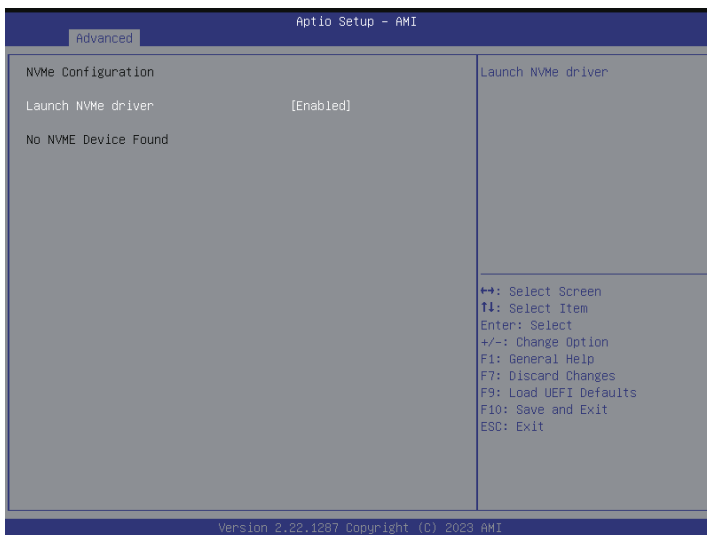 Aptio Setup – AMI
Advanced
NVMe Configuration
Launch NVMe driver [Enabled]
No NVME Device Found
Launch NVMe driver
↔: Select Screen
↑↓: Select Item
Enter: Select
+/-: Change Option
F1: General Help
F7: Discard Changes
F9: Load UEFI Defaults
F10: Save and Exit
ESC: Exit
Version 2.22.1287 Copyright (C) 2023 AMI